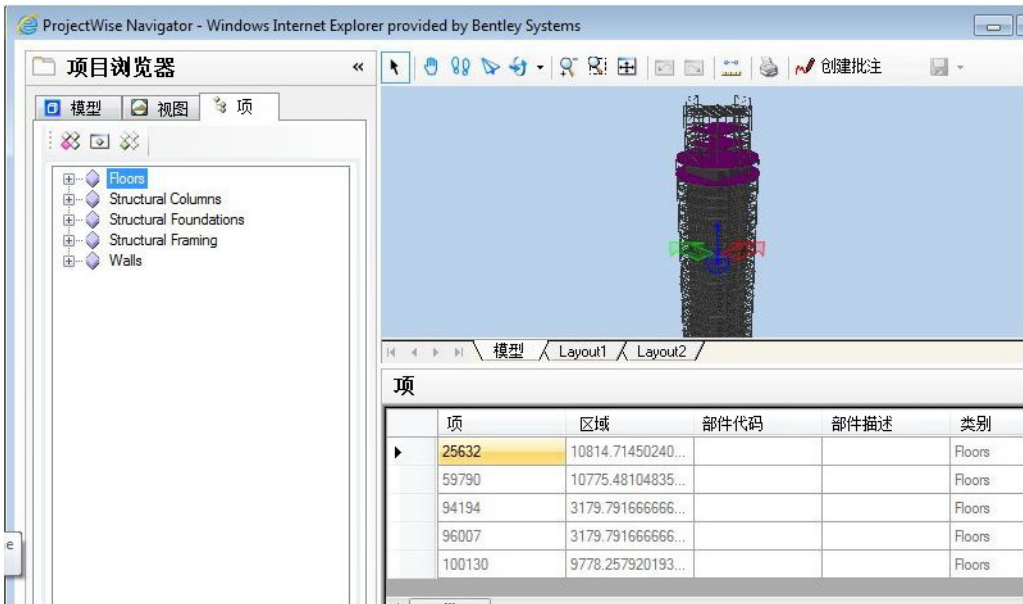 ProjectWise Navigator - Windows Internet Explorer provided by Bentley Systems
项目浏览器
«
创建批注
模型 视图 项
Floors
Structural Columns
Structural Foundations
Structural Framing
Walls
模型 Layout1 Layout2
项
项 区域 部件代码 部件描述 类别
25632 10814.71450240... Floors
59790 10775.48104835... Floors
94194 3179.791666666... Floors
96007 3179.791666666... Floors
100130 9778.257920193... Floors
e